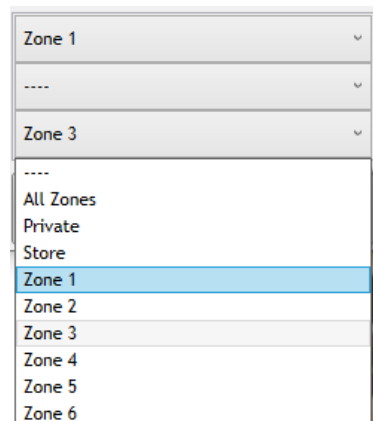 Zone 1
----
Zone 3
----
All Zones
Private
Store
Zone 1
Zone 2
Zone 3
Zone 4
Zone 5
Zone 6